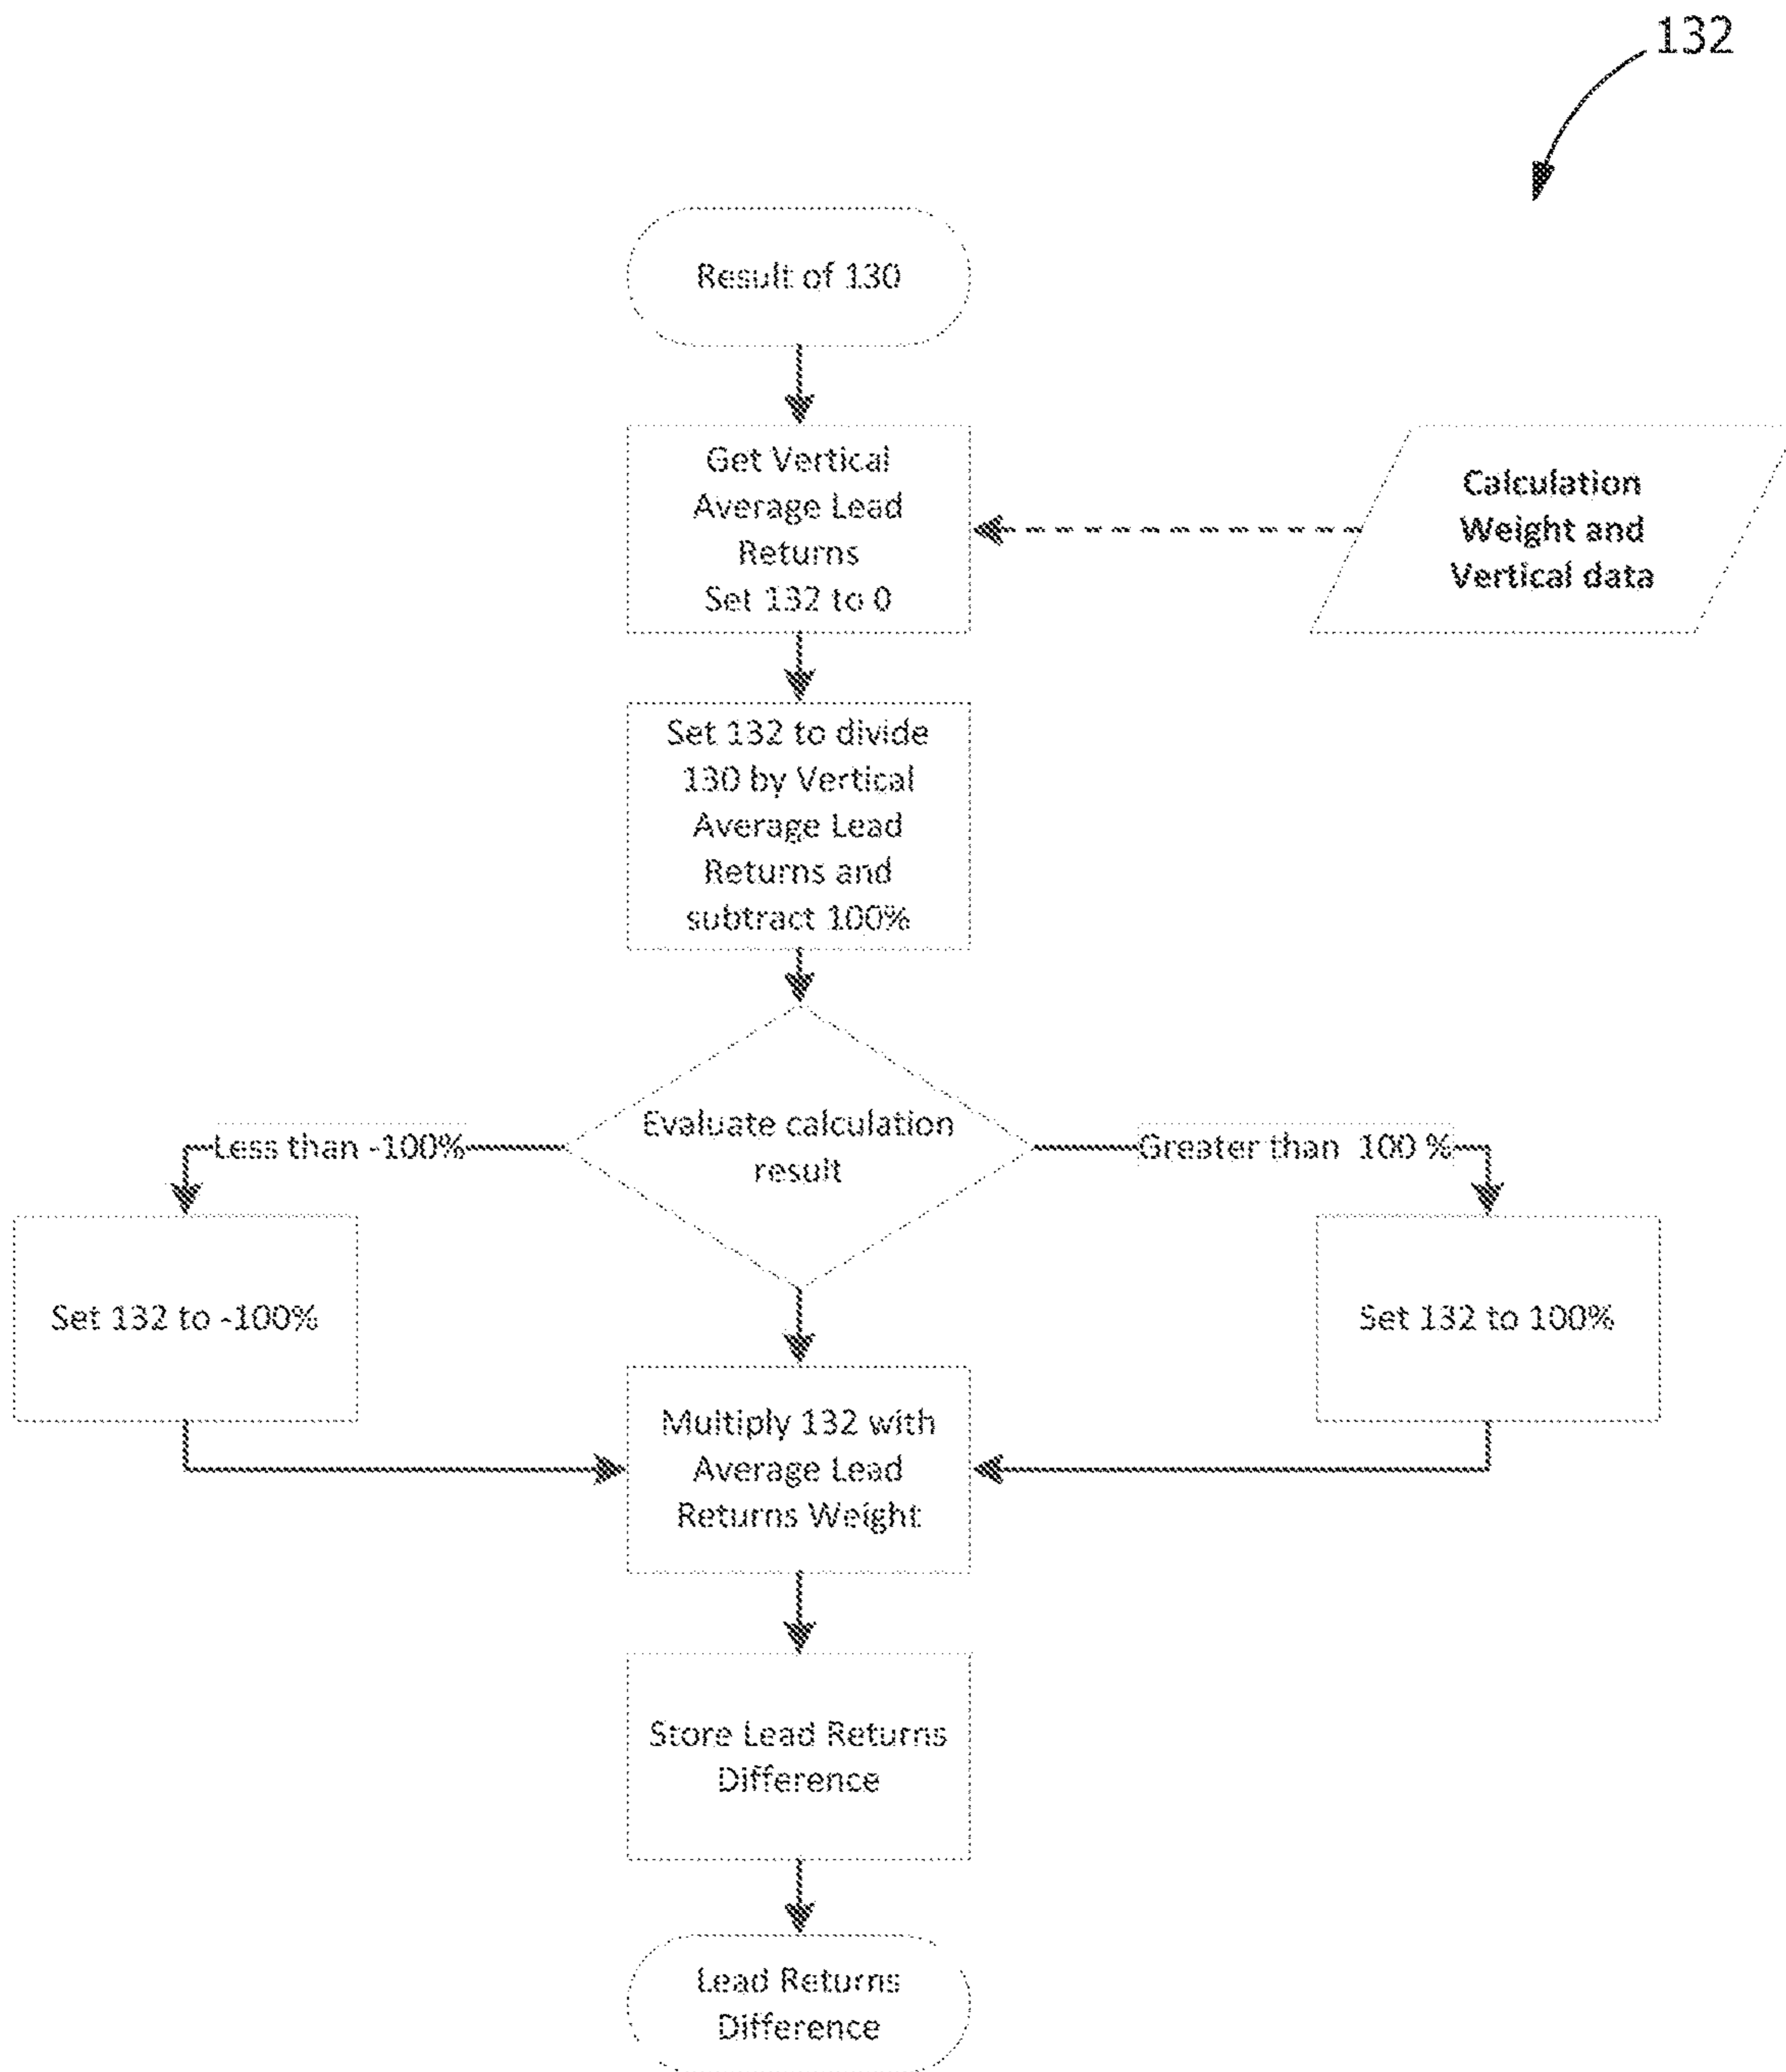 132
Result of 130
Get Vertical
Average Lead
Returns
Set 132 to 0
Calculation
Weight and
Vertical data
Set 132 to divide
130 by Vertical
Average Lead
Returns and
subtract 100%
Evaluate calculation
result
Less than -100%
Greater than 100 %
Set 132 to -100%
Set 132 to 100%
Multiply 132 with
Average Lead
Returns Weight
Store Lead Returns
Difference
Lead Returns
Difference